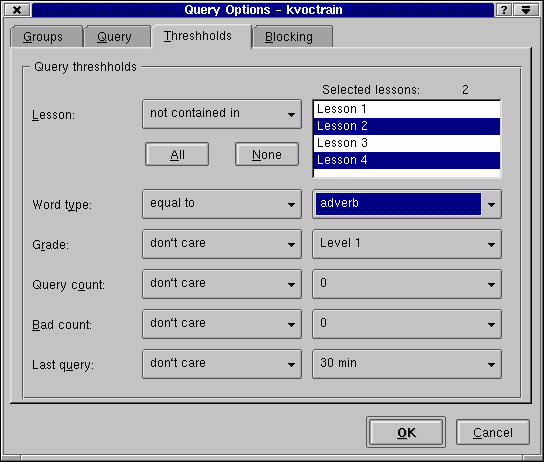 Query Options - kvoctrain
Groups Query Threshholds Blocking
Query threshholds
Selected lessons: 2
Lesson: not contained in
Lesson 1
Lesson 2
Lesson 3
Lesson 4
All None
Word type: equal to adverb
Grade: don't care Level 1
Query count: don't care 0
Bad count: don't care 0
Last query: don't care 30 min
OK Cancel